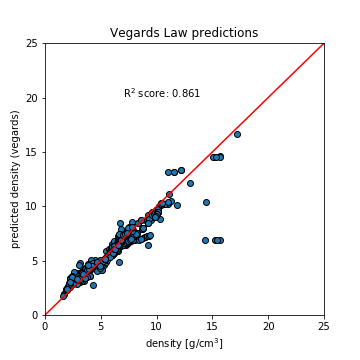 Vegards Law predictions
25
20
15
10
5
0
R² score: 0.861
predicted density (vegards)
0 5 10 15 20 25
density [g/cm³]